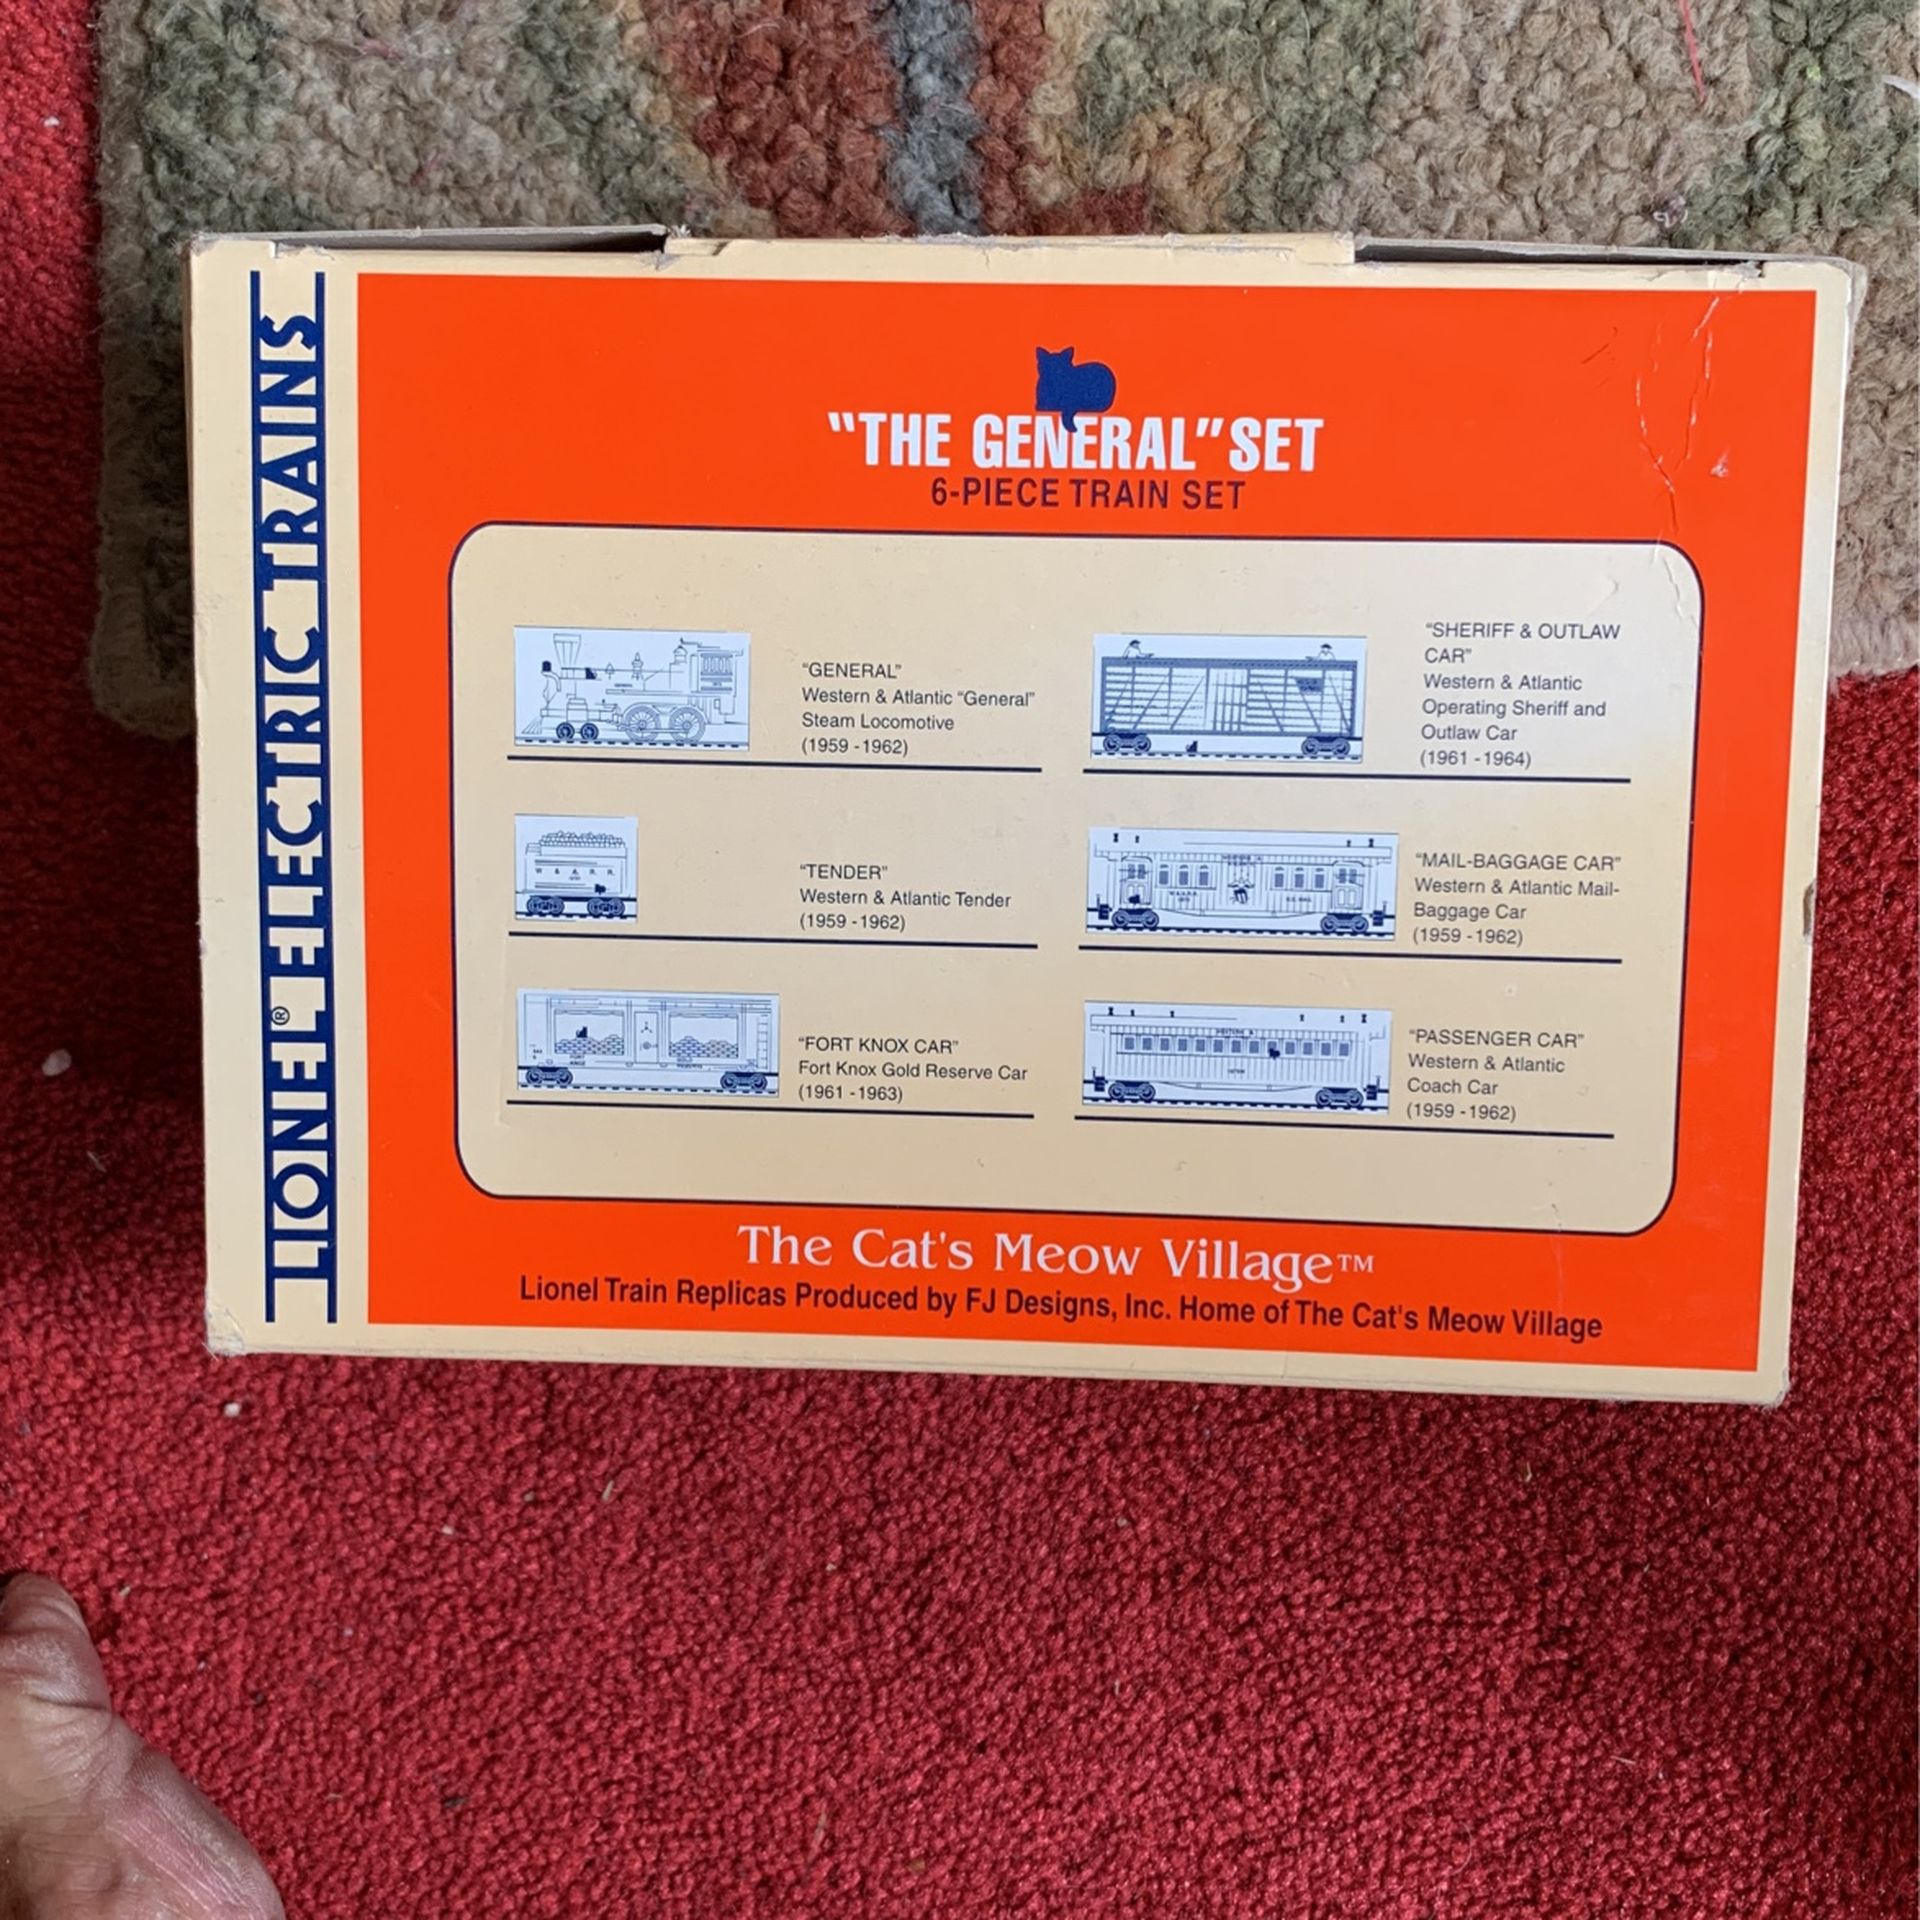 LIONEL® ELECTRIC TRAINS
"THE GENERAL" SET
6-PIECE TRAIN SET
"GENERAL"
Western & Atlantic "General"
Steam Locomotive
(1959 - 1962)
"TENDER"
Western & Atlantic Tender
(1959 - 1962)
"FORT KNOX CAR"
Fort Knox Gold Reserve Car
(1961 - 1963)
"SHERIFF & OUTLAW
CAR"
Western & Atlantic
Operating Sheriff and
Outlaw Car
(1961 - 1964)
"MAIL-BAGGAGE CAR"
Western & Atlantic Mail-
Baggage Car
(1959 - 1962)
"PASSENGER CAR"
Western & Atlantic
Coach Car
(1959 - 1962)
W & A R. R.
FORT
KNOX
The Cat's Meow Village™
Lionel Train Replicas Produced by FJ Designs, Inc. Home of The Cat's Meow Village